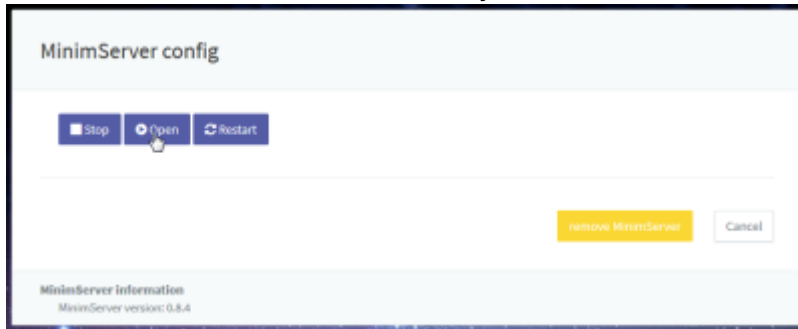 MinimServer config
Stop Open Restart
remove MinimServer Cancel
MinimServer information
MinimServer version: 0.8.4